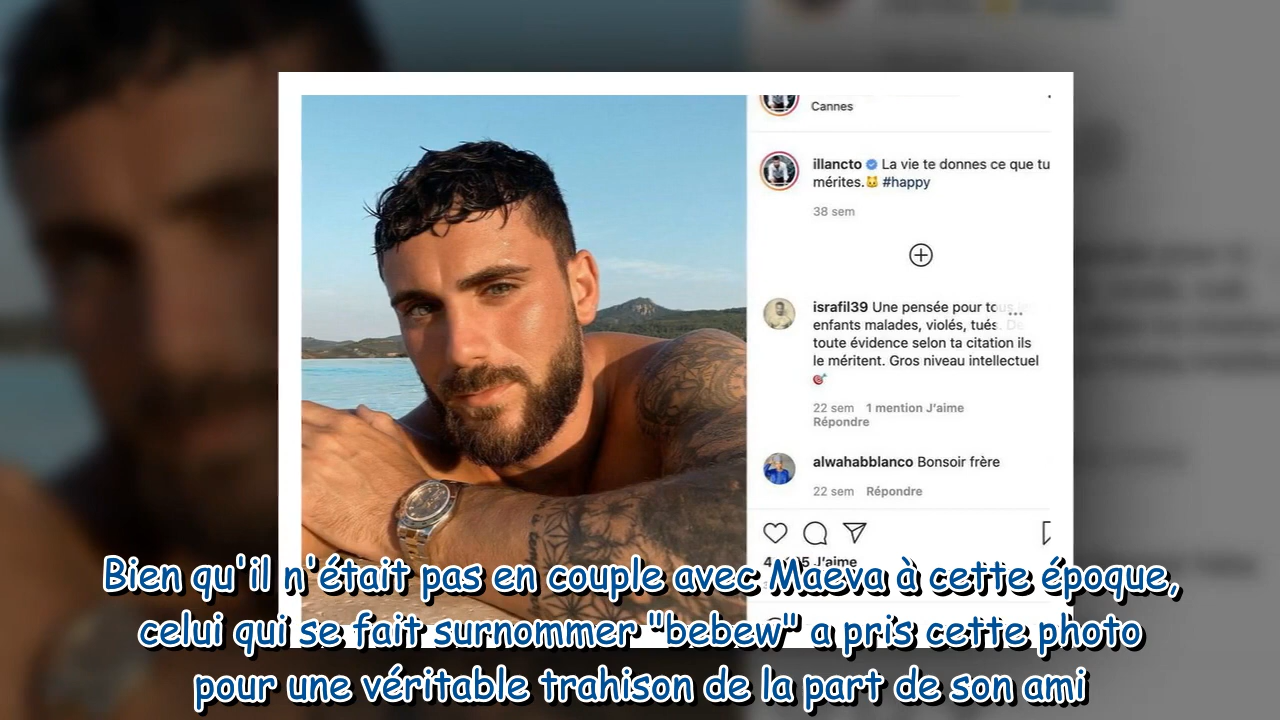 Cannes
illancto La vie te donnes ce que tu
mérites.😺 #happy
38 sem
israfil39 Une pensée pour tous les
enfants malades, violés, tués. De
toute évidence selon ta citation ils
le méritent. Gros niveau intellectuel
🎯
22 sem 1 mention J'aime
Répondre
alwahabblanco Bonsoir frère
22 sem Répondre
J'aime
Bien qu'il n'était pas en couple avec Maeva à cette époque,
celui qui se fait surnommer "bebew" a pris cette photo
pour une véritable trahison de la part de son ami